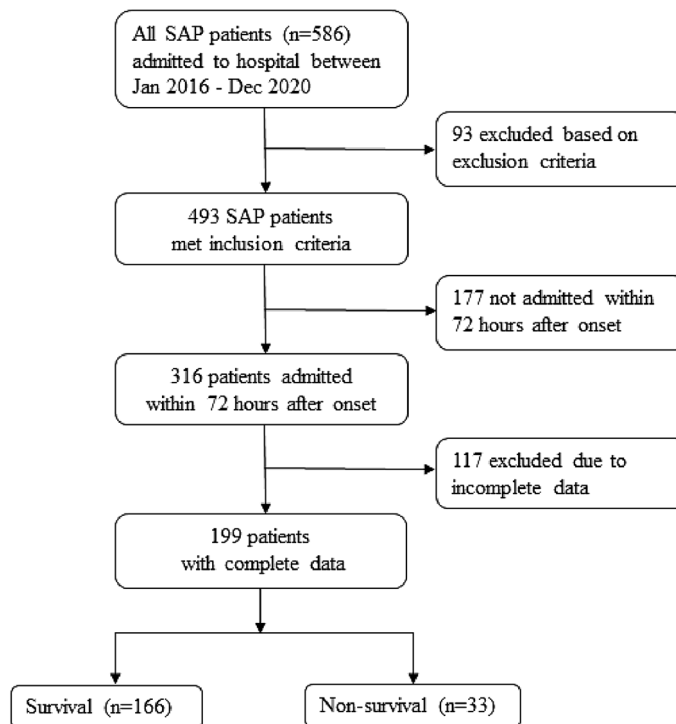 All SAP patients (n=586)
admitted to hospital between
Jan 2016 - Dec 2020
93 excluded based on
exclusion criteria
493 SAP patients
met inclusion criteria
177 not admitted within
72 hours after onset
316 patients admitted
within 72 hours after onset
117 excluded due to
incomplete data
199 patients
with complete data
Survival (n=166)
Non-survival (n=33)